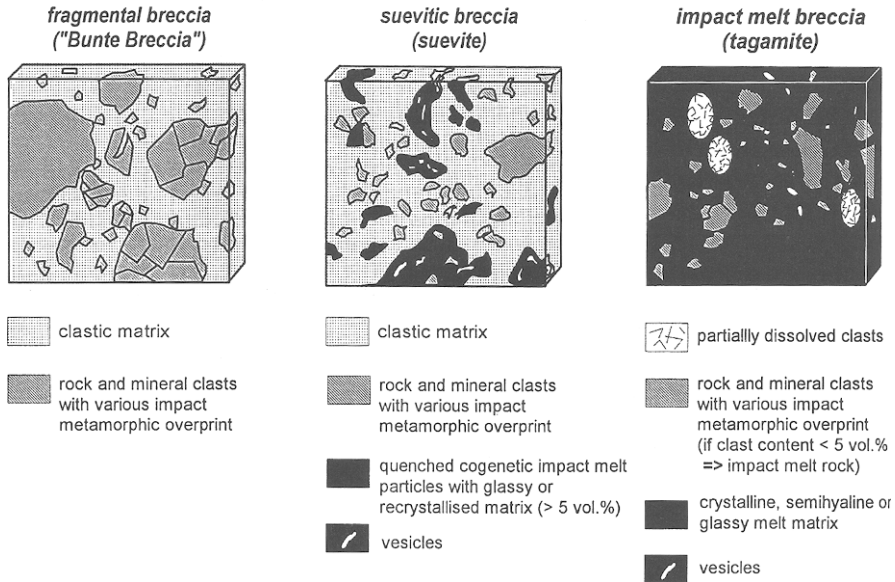 fragmental breccia
("Bunte Breccia")
clastic matrix
rock and mineral clasts
with various impact
metamorphic overprint
suevitic breccia
(suevite)
clastic matrix
rock and mineral clasts
with various impact
metamorphic overprint
quenched cogenetic impact melt
particles with glassy or
recrystallised matrix (> 5 vol.%)
vesicles
impact melt breccia
(tagamite)
partiallly dissolved clasts
rock and mineral clasts
with various impact
metamorphic overprint
(if clast content < 5 vol.%
=> impact melt rock)
crystalline, semihyaline or
glassy melt matrix
vesicles